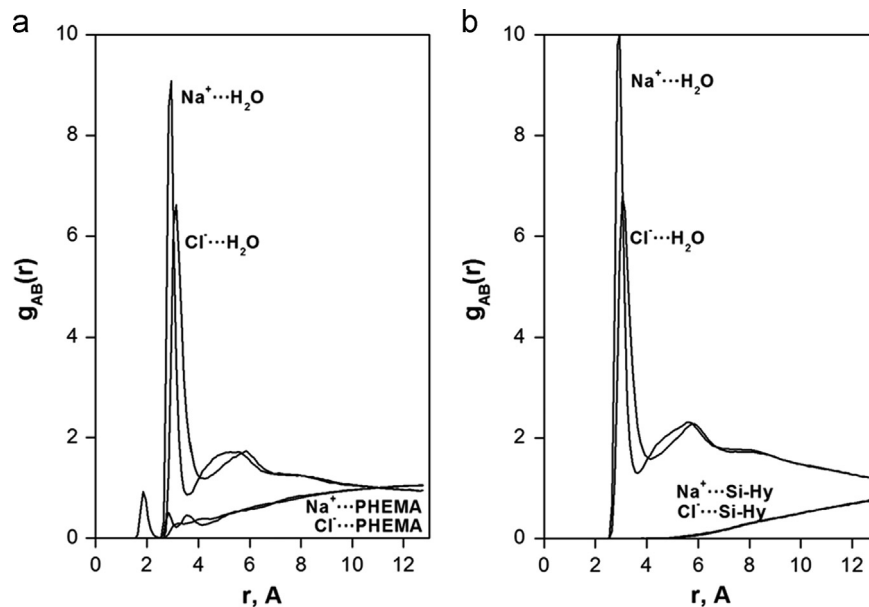 a
10
8
6
4
2
0
g_AB(r)
Na⁺···H₂O
Cl⁻···H₂O
Na⁺···PHEMA
Cl⁻···PHEMA
0 2 4 6 8 10 12
r, A
b
10
8
6
4
2
0
g_AB(r)
Na⁺···H₂O
Cl⁻···H₂O
Na⁺···Si-Hy
Cl⁻···Si-Hy
0 2 4 6 8 10 12
r, A